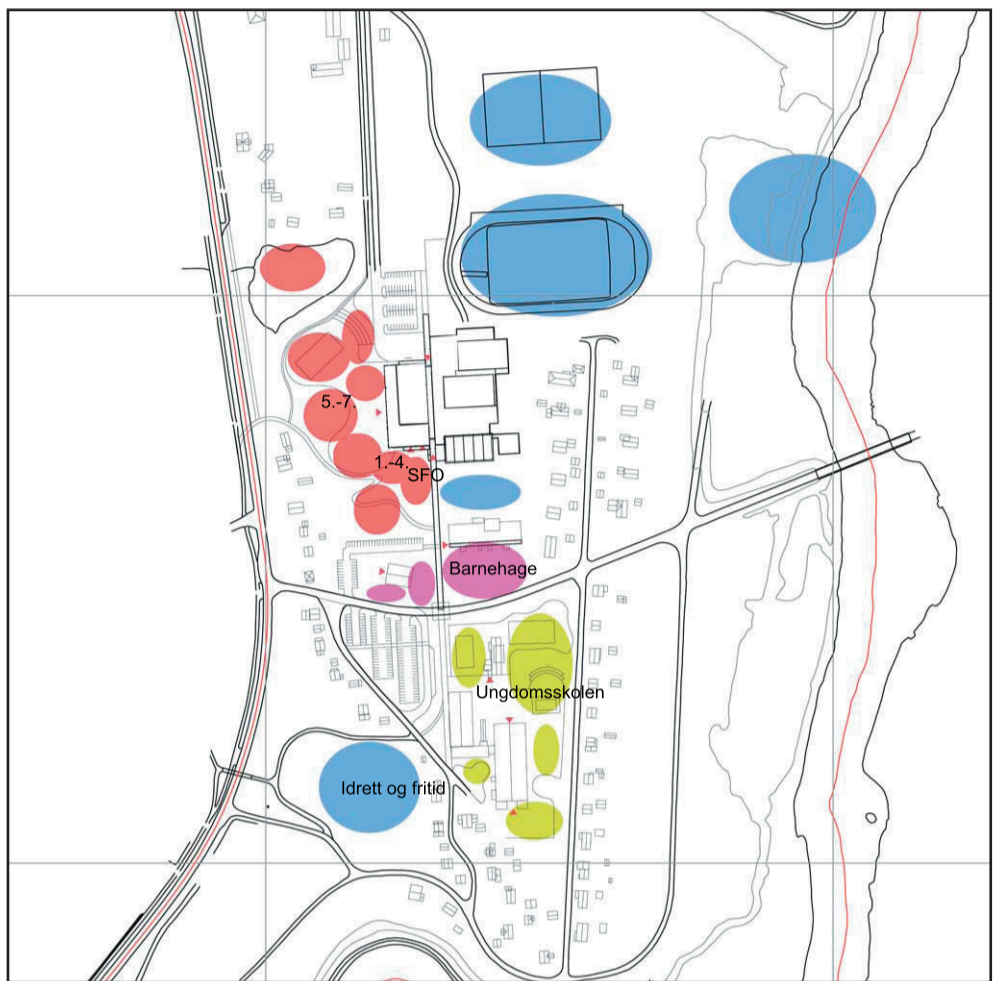 5.-7.
1.-4.
SFO
Barnehage
Ungdomsskolen
Idrett og fritid